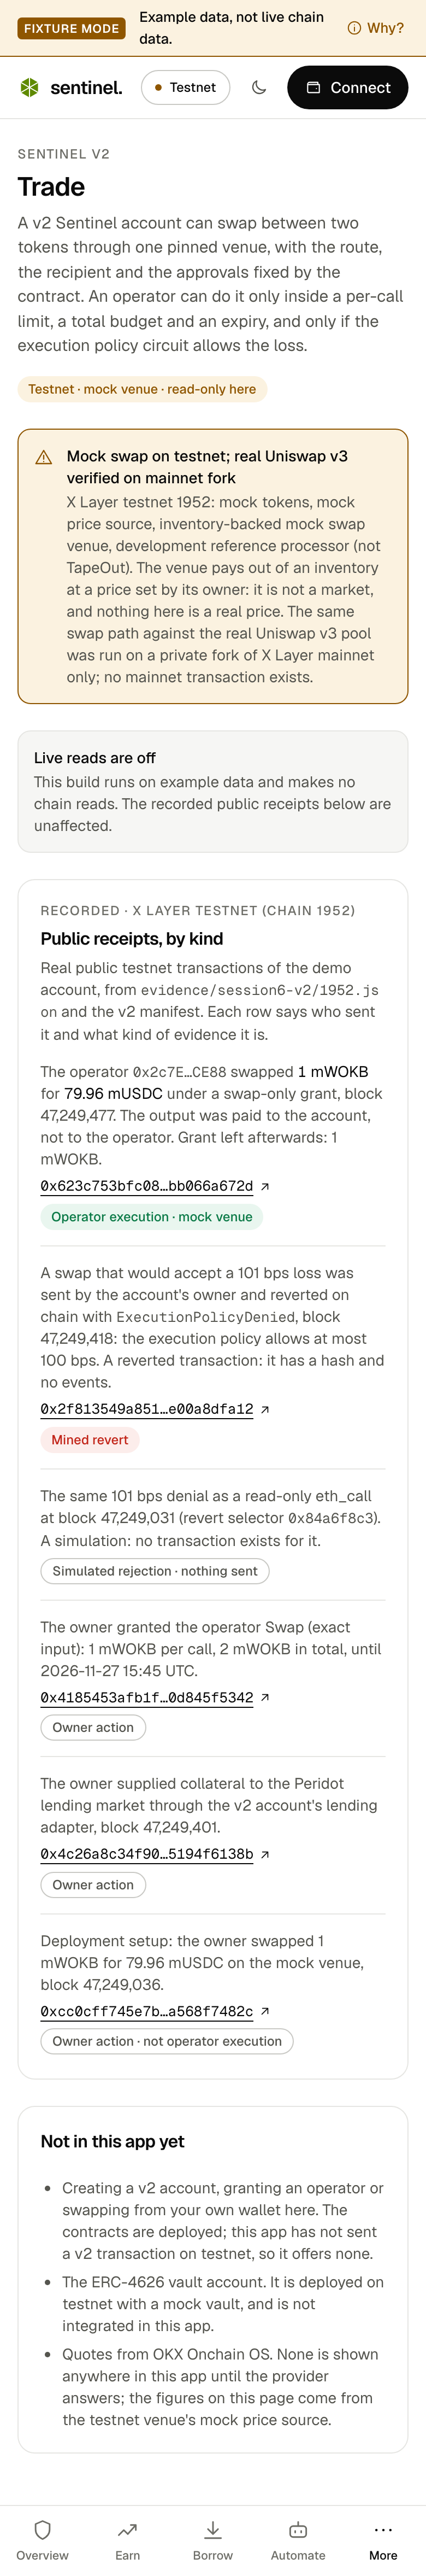 FIXTURE MODE
Example data, not live chain
data.
Why?
sentinel.
Testnet
Connect
SENTINEL V2
Trade
A v2 Sentinel account can swap between two
tokens through one pinned venue, with the route,
the recipient and the approvals fixed by the
contract. An operator can do it only inside a per-call
limit, a total budget and an expiry, and only if the
execution policy circuit allows the loss.
Testnet · mock venue · read-only here
Mock swap on testnet; real Uniswap v3
verified on mainnet fork
X Layer testnet 1952: mock tokens, mock
price source, inventory-backed mock swap
venue, development reference processor (not
TapeOut). The venue pays out of an inventory
at a price set by its owner: it is not a market,
and nothing here is a real price. The same
swap path against the real Uniswap v3 pool
was run on a private fork of X Layer mainnet
only; no mainnet transaction exists.
Live reads are off
This build runs on example data and makes no
chain reads. The recorded public receipts below are
unaffected.
RECORDED · X LAYER TESTNET (CHAIN 1952)
Public receipts, by kind
Real public testnet transactions of the demo
account, from evidence/session6-v2/1952.js
on and the v2 manifest. Each row says who sent
it and what kind of evidence it is.
The operator 0x2c7E…CE88 swapped 1 mWOKB
for 79.96 mUSDC under a swap-only grant, block
47,249,477. The output was paid to the account,
not to the operator. Grant left afterwards: 1
mWOKB.
0x623c753bfc08…bb066a672d ↗
Operator execution · mock venue
A swap that would accept a 101 bps loss was
sent by the account's owner and reverted on
chain with ExecutionPolicyDenied, block
47,249,418: the execution policy allows at most
100 bps. A reverted transaction: it has a hash and
no events.
0x2f813549a851…e00a8dfa12 ↗
Mined revert
The same 101 bps denial as a read-only eth_call
at block 47,249,031 (revert selector 0x84a6f8c3).
A simulation: no transaction exists for it.
Simulated rejection · nothing sent
The owner granted the operator Swap (exact
input): 1 mWOKB per call, 2 mWOKB in total, until
2026-11-27 15:45 UTC.
0x4185453afb1f…0d845f5342 ↗
Owner action
The owner supplied collateral to the Peridot
lending market through the v2 account's lending
adapter, block 47,249,401.
0x4c26a8c34f90…5194f6138b ↗
Owner action
Deployment setup: the owner swapped 1
mWOKB for 79.96 mUSDC on the mock venue,
block 47,249,036.
0xcc0cff745e7b…a568f7482c ↗
Owner action · not operator execution
Not in this app yet
• Creating a v2 account, granting an operator or
swapping from your own wallet here. The
contracts are deployed; this app has not sent
a v2 transaction on testnet, so it offers none.
• The ERC-4626 vault account. It is deployed on
testnet with a mock vault, and is not
integrated in this app.
• Quotes from OKX Onchain OS. None is shown
anywhere in this app until the provider
answers; the figures on this page come from
the testnet venue's mock price source.
Overview
Earn
Borrow
Automate
More